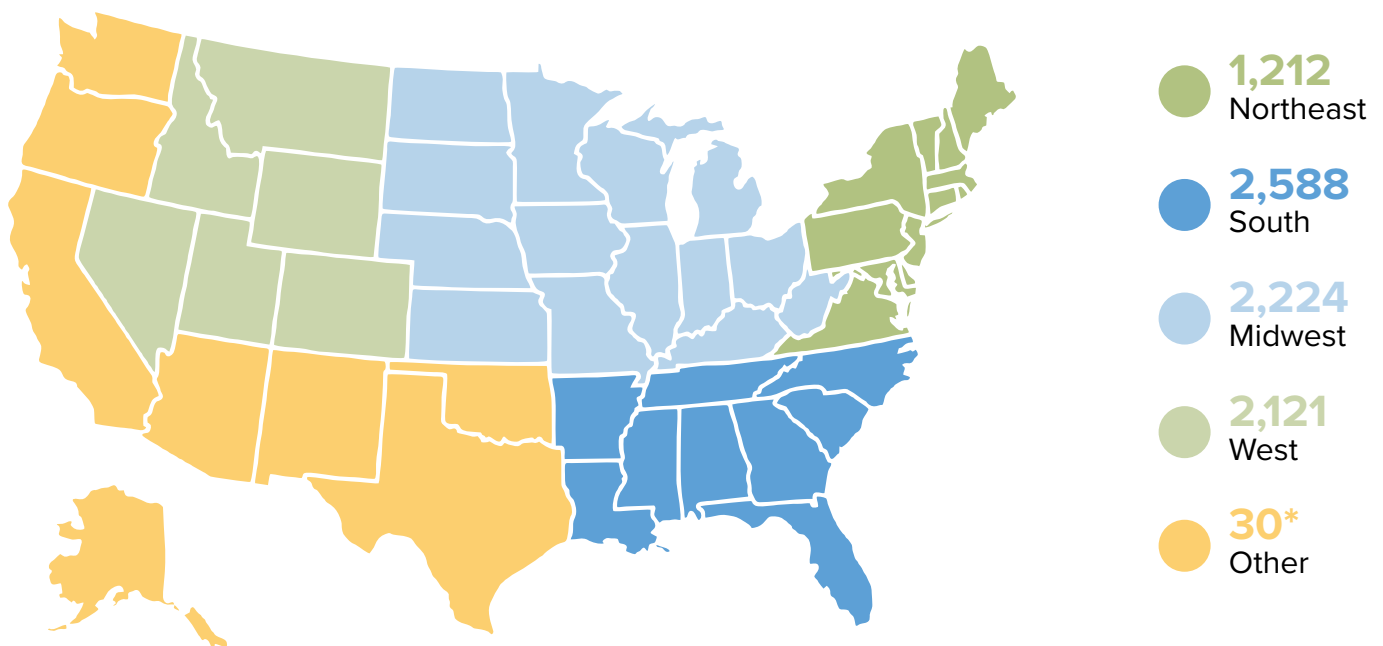 1,212
Northeast
2,588
South
2,224
Midwest
2,121
West
30*
Other